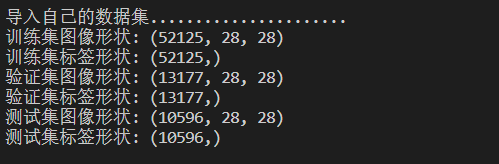 导入自己的数据集......................
训练集图像形状: (52125, 28, 28)
训练集标签形状: (52125,)
验证集图像形状: (13177, 28, 28)
验证集标签形状: (13177,)
测试集图像形状: (10596, 28, 28)
测试集标签形状: (10596,)